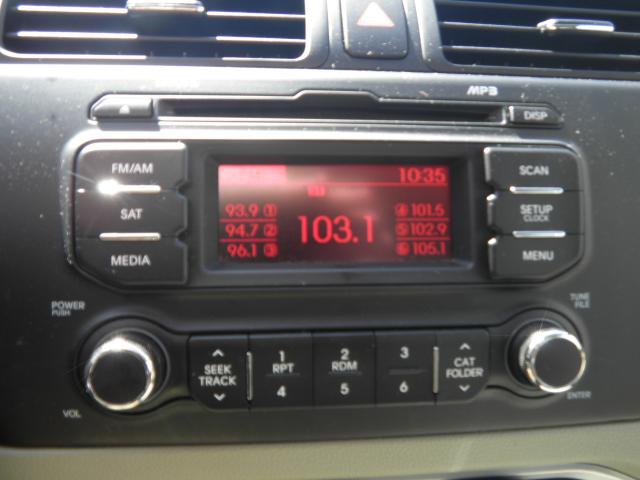 MP3
DISP
FM/AM
SAT
MEDIA
10:35
93.9 ①
94.7 ②
96.1 ③
103.1
④ 101.5
⑤ 102.9
⑥ 105.1
SCAN
SETUP
CLOCK
MENU
POWER
PUSH
VOL
SEEK
TRACK
1
RPT
4
2
RDM
5
3
6
CAT
FOLDER
TUNE
FILE
ENTER